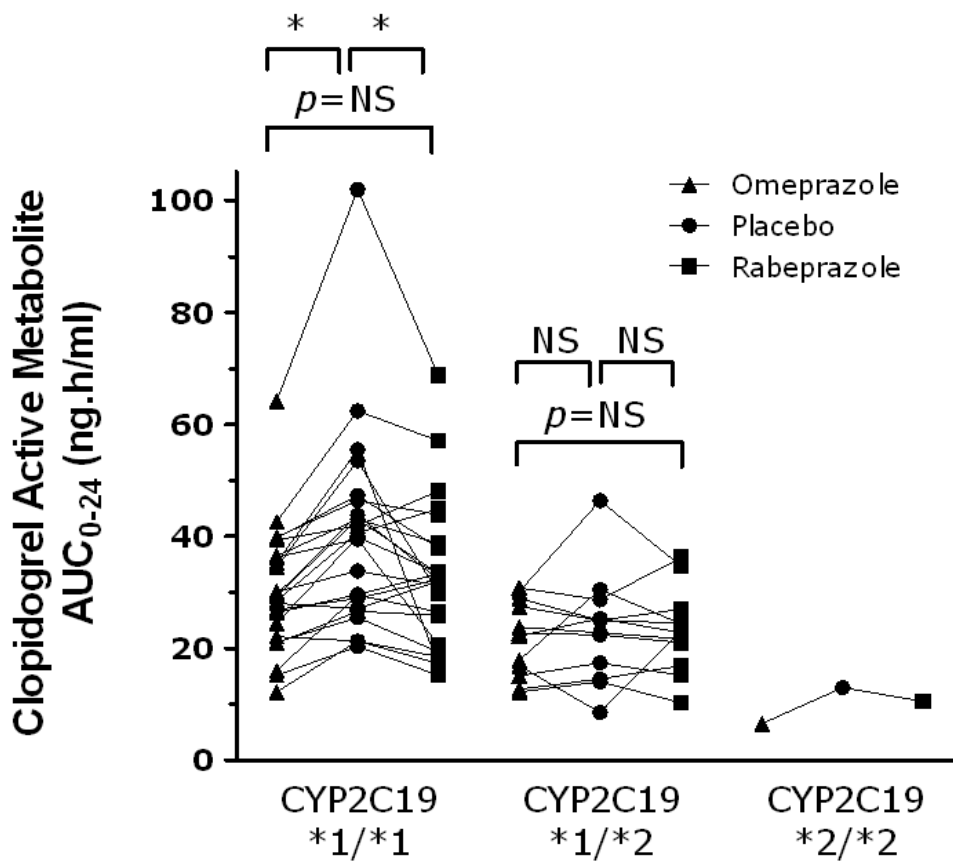 * *
p=NS
Clopidogrel Active Metabolite
AUC0-24 (ng.h/ml)
100
80
60
40
20
0
Omeprazole
Placebo
Rabeprazole
NS NS
p=NS
CYP2C19
*1/*1
CYP2C19
*1/*2
CYP2C19
*2/*2